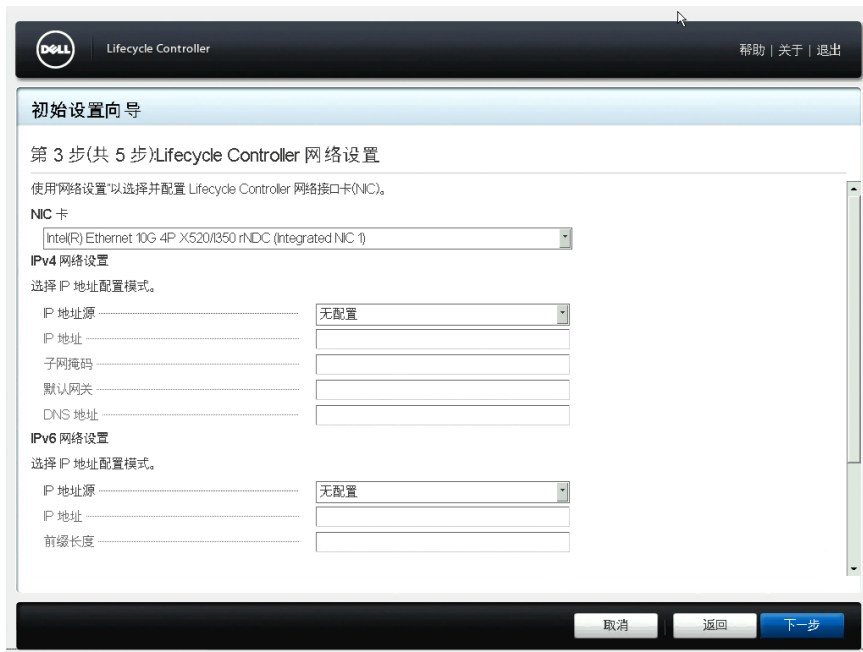 DELL
Lifecycle Controller
帮助 | 关于 | 退出
初始设置向导
第 3 步(共 5 步):Lifecycle Controller 网络设置
使用"网络设置"以选择并配置 Lifecycle Controller 网络接口卡(NIC)。
NIC 卡
Intel(R) Ethernet 10G 4P X520/I350 rNDC (Integrated NIC 1)
IPv4 网络设置
选择 IP 地址配置模式。
IP 地址源 无配置
IP 地址
子网掩码
默认网关
DNS 地址
IPv6 网络设置
选择 IP 地址配置模式。
IP 地址源 无配置
IP 地址
前缀长度
取消 返回 下一步